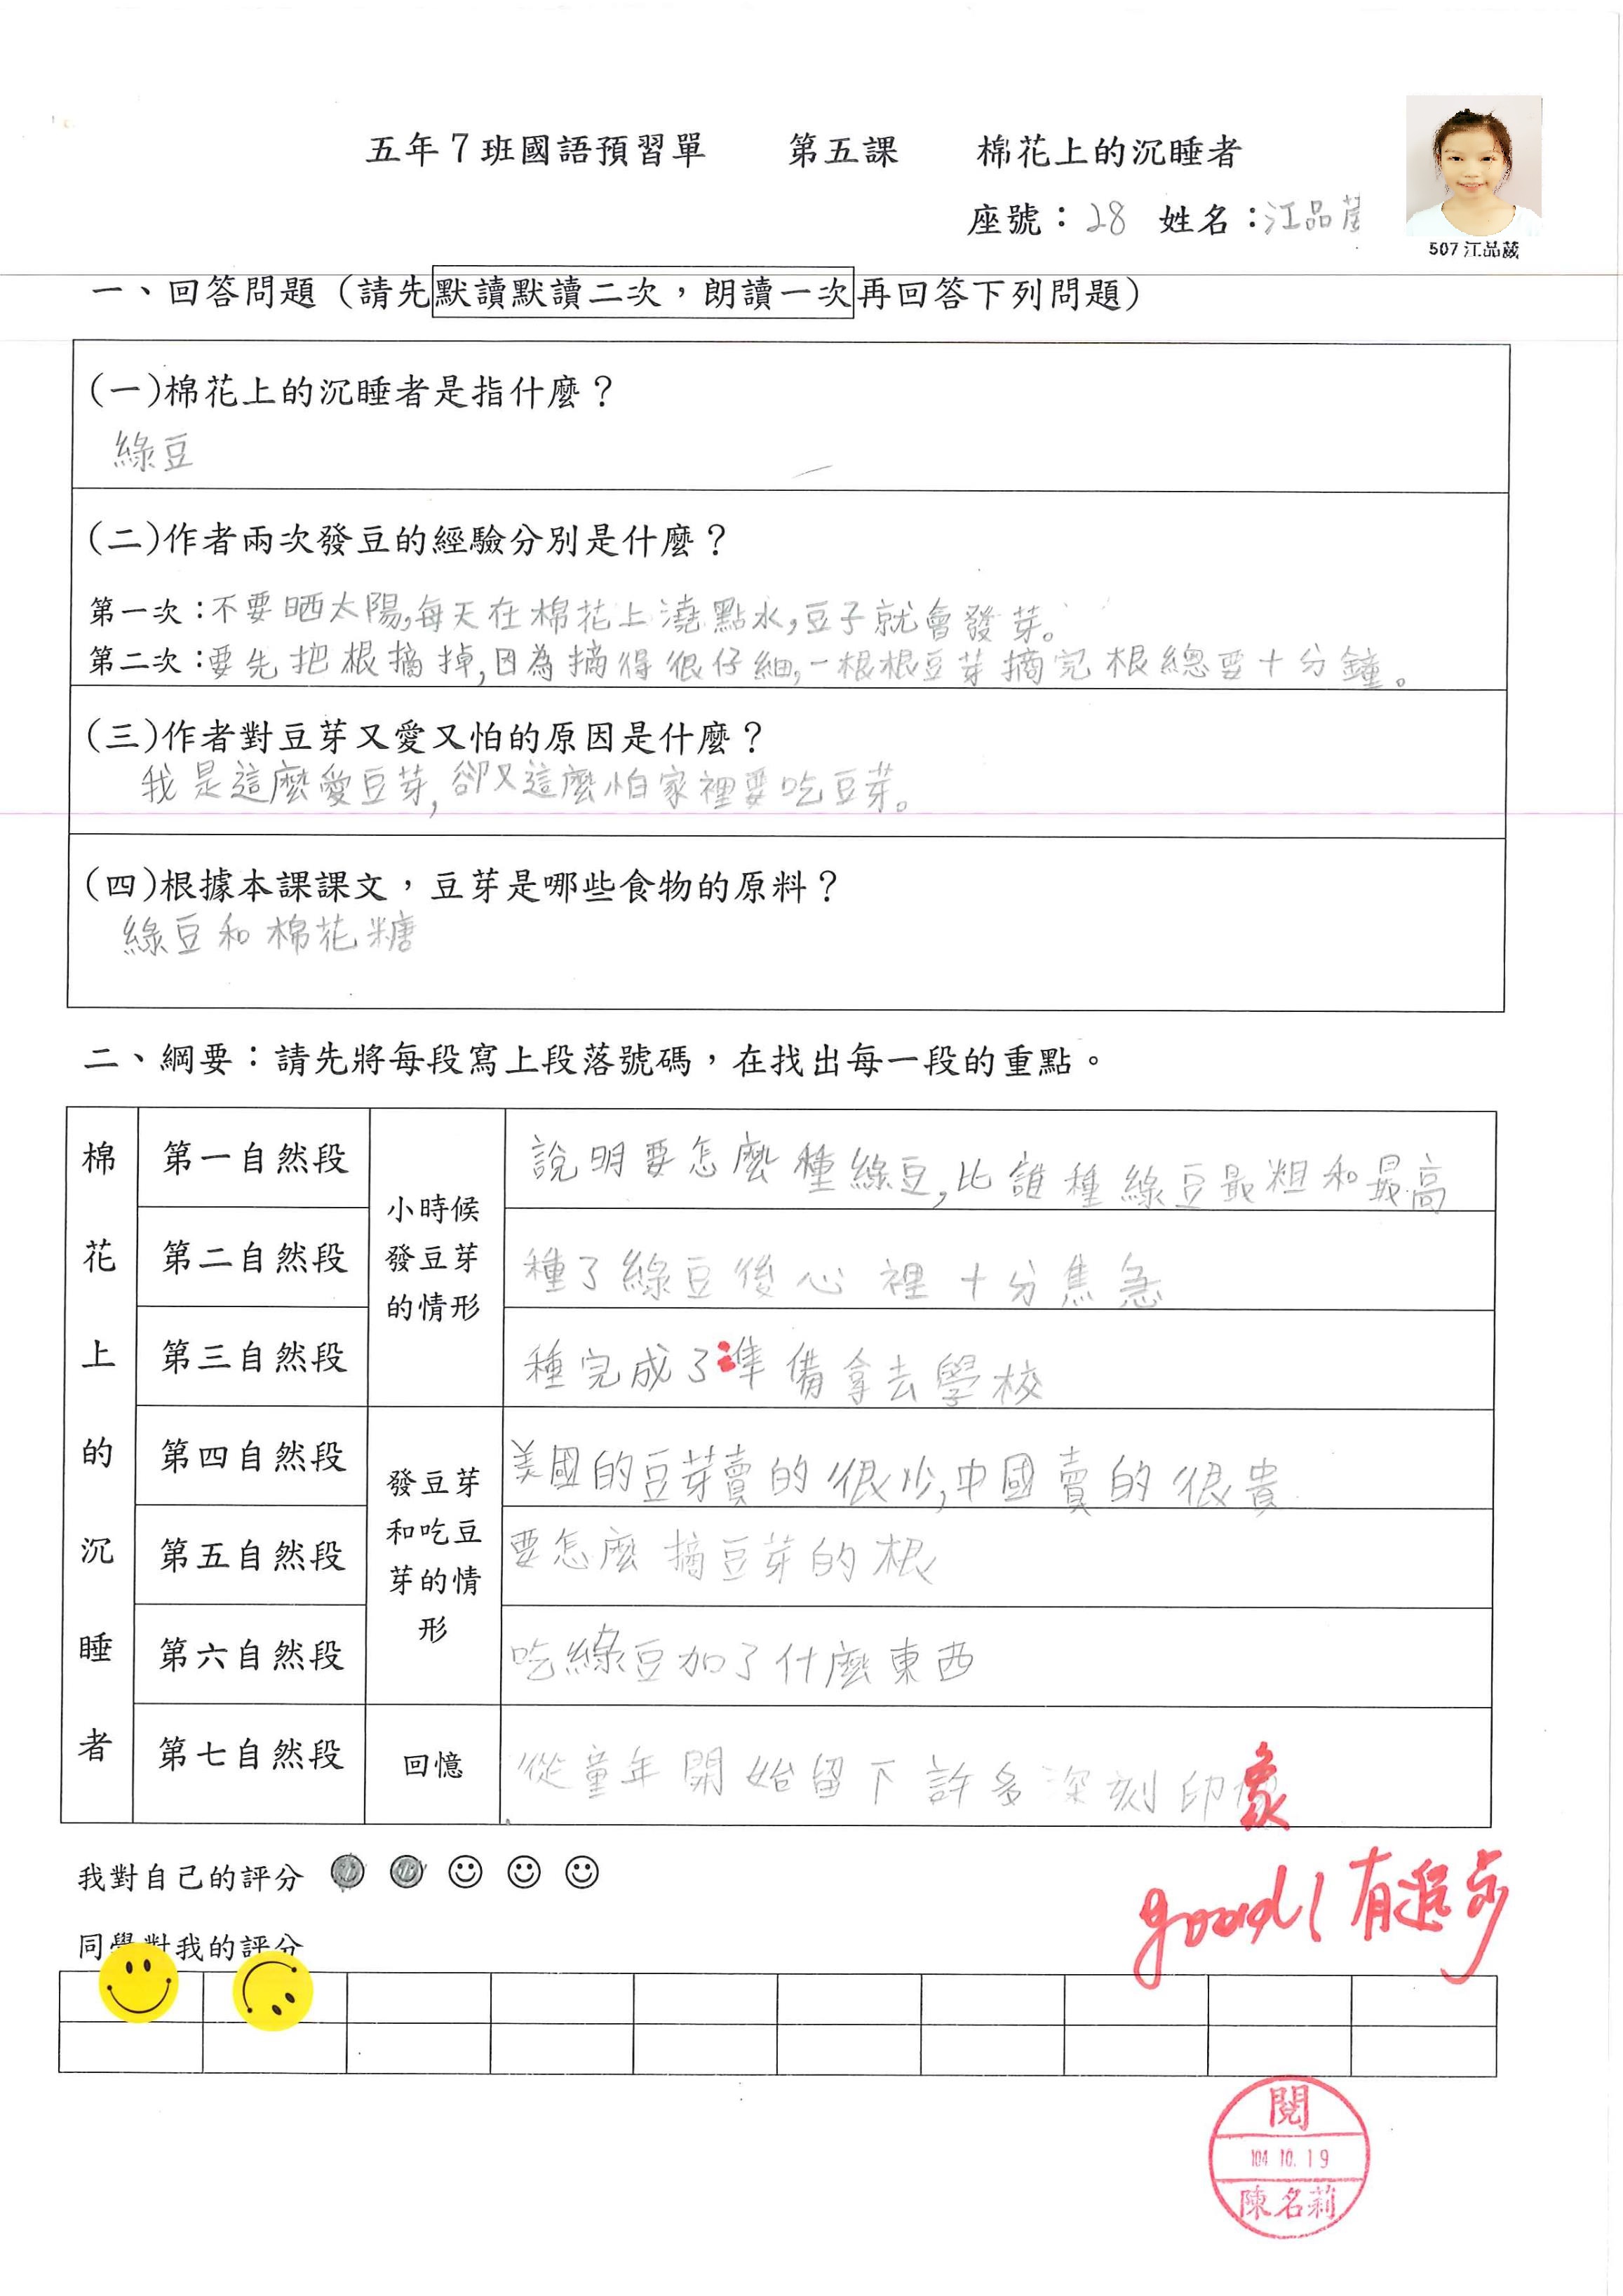 五年7班國語預習單 第五課 棉花上的沉睡者
座號：28 姓名：江品葳
507江品葳
一、回答問題（請先默讀默讀二次，朗讀一次再回答下列問題）
(一)棉花上的沉睡者是指什麼？
綠豆
(二)作者兩次發豆的經驗分別是什麼？
第一次：不要晒太陽,每天在棉花上澆點水,豆子就會發芽。
第二次：要先把根摘掉,因為摘得很仔細,一根根豆芽摘完根總要十分鐘。
(三)作者對豆芽又愛又怕的原因是什麼？
我是這麼愛豆芽,卻又這麼怕家裡要吃豆芽。
(四)根據本課課文，豆芽是哪些食物的原料？
綠豆和棉花糖
二、綱要：請先將每段寫上段落號碼，在找出每一段的重點。
棉花上的沉睡者
第一自然段
小時候發豆芽的情形
說明要怎麼種綠豆,比誰種綠豆最粗和最高
第二自然段
種了綠豆後心裡十分焦急
第三自然段
種完成了準備拿去學校
第四自然段
發豆芽和吃豆芽的情形
美國的豆芽賣的很少,中國賣的很貴
第五自然段
要怎麼摘豆芽的根
第六自然段
吃綠豆加了什麼東西
第七自然段
回憶
從童年開始留下許多深刻印象
我對自己的評分
good! 有進步
同學對我的評分
閱
104.10.19
陳名莉